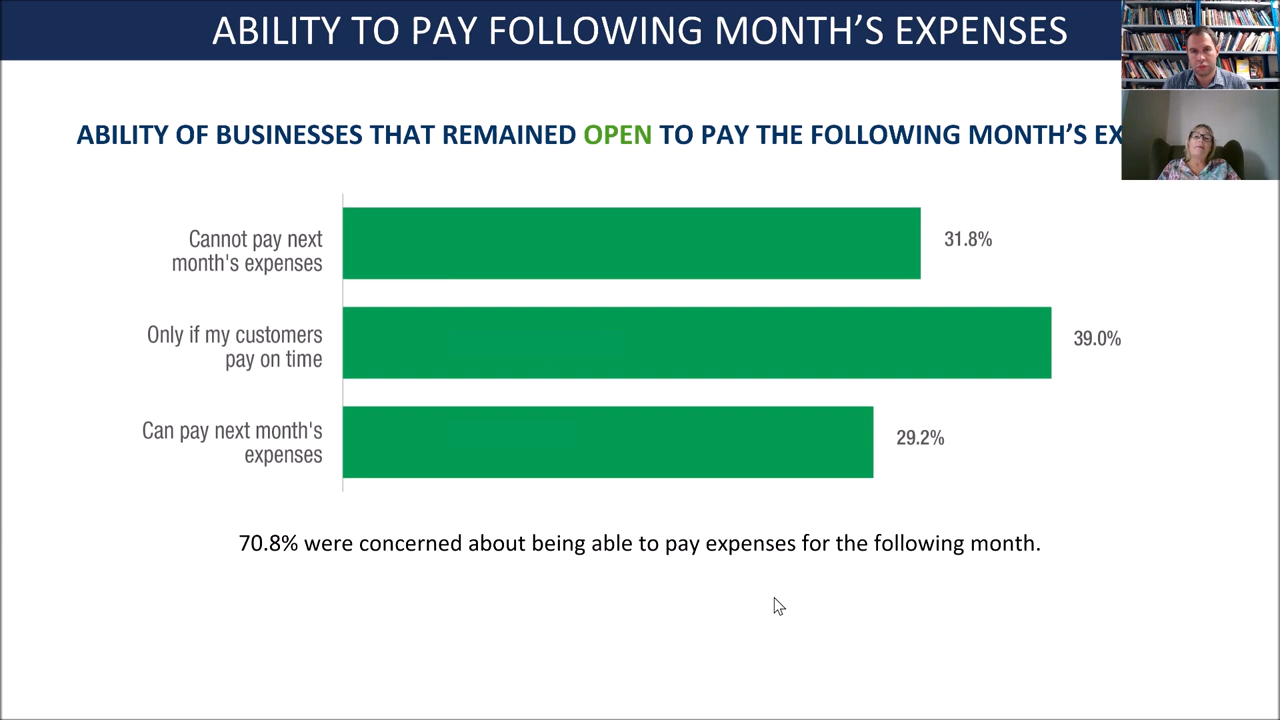 ABILITY TO PAY FOLLOWING MONTH’S EXPENSES
ABILITY OF BUSINESSES THAT REMAINED OPEN TO PAY THE FOLLOWING MONTH’S EX
Cannot pay next
month's expenses
31.8%
Only if my customers
pay on time
39.0%
Can pay next month's
expenses
29.2%
70.8% were concerned about being able to pay expenses for the following month.